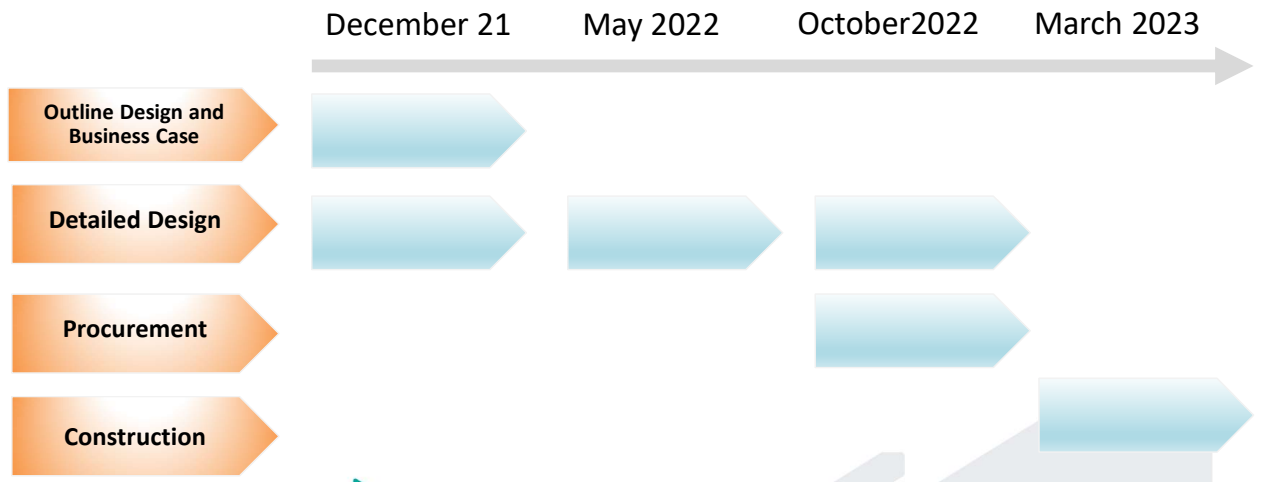 December 21 May 2022 October2022 March 2023
Outline Design and
Business Case
Detailed Design
Procurement
Construction